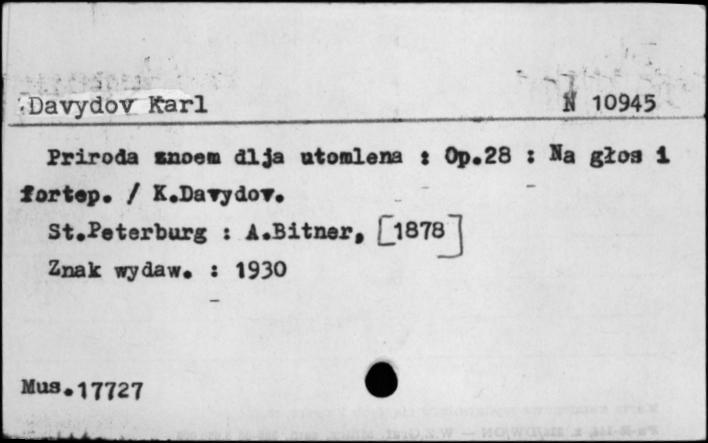 Davydov Karl N 10945
Priroda znoem dlja utomlena : Op.28 : Na głos i
fortep. / K.Davydov.
St.Peterburg : A.Bitner, [1878]
Znak wydaw. : 1930
Mus.17727